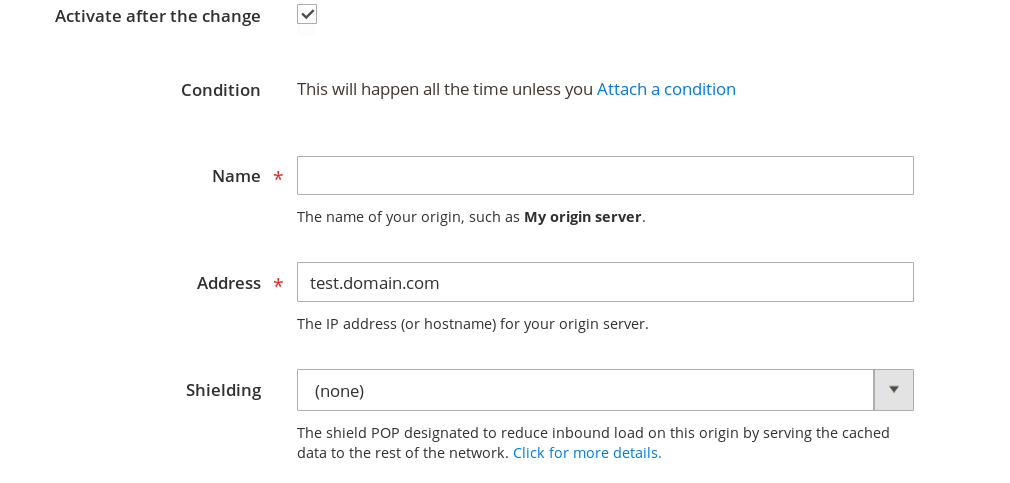 Activate after the change
Condition This will happen all the time unless you Attach a condition
Name *
The name of your origin, such as My origin server.
Address * test.domain.com
The IP address (or hostname) for your origin server.
Shielding (none)
The shield POP designated to reduce inbound load on this origin by serving the cached
data to the rest of the network. Click for more details.